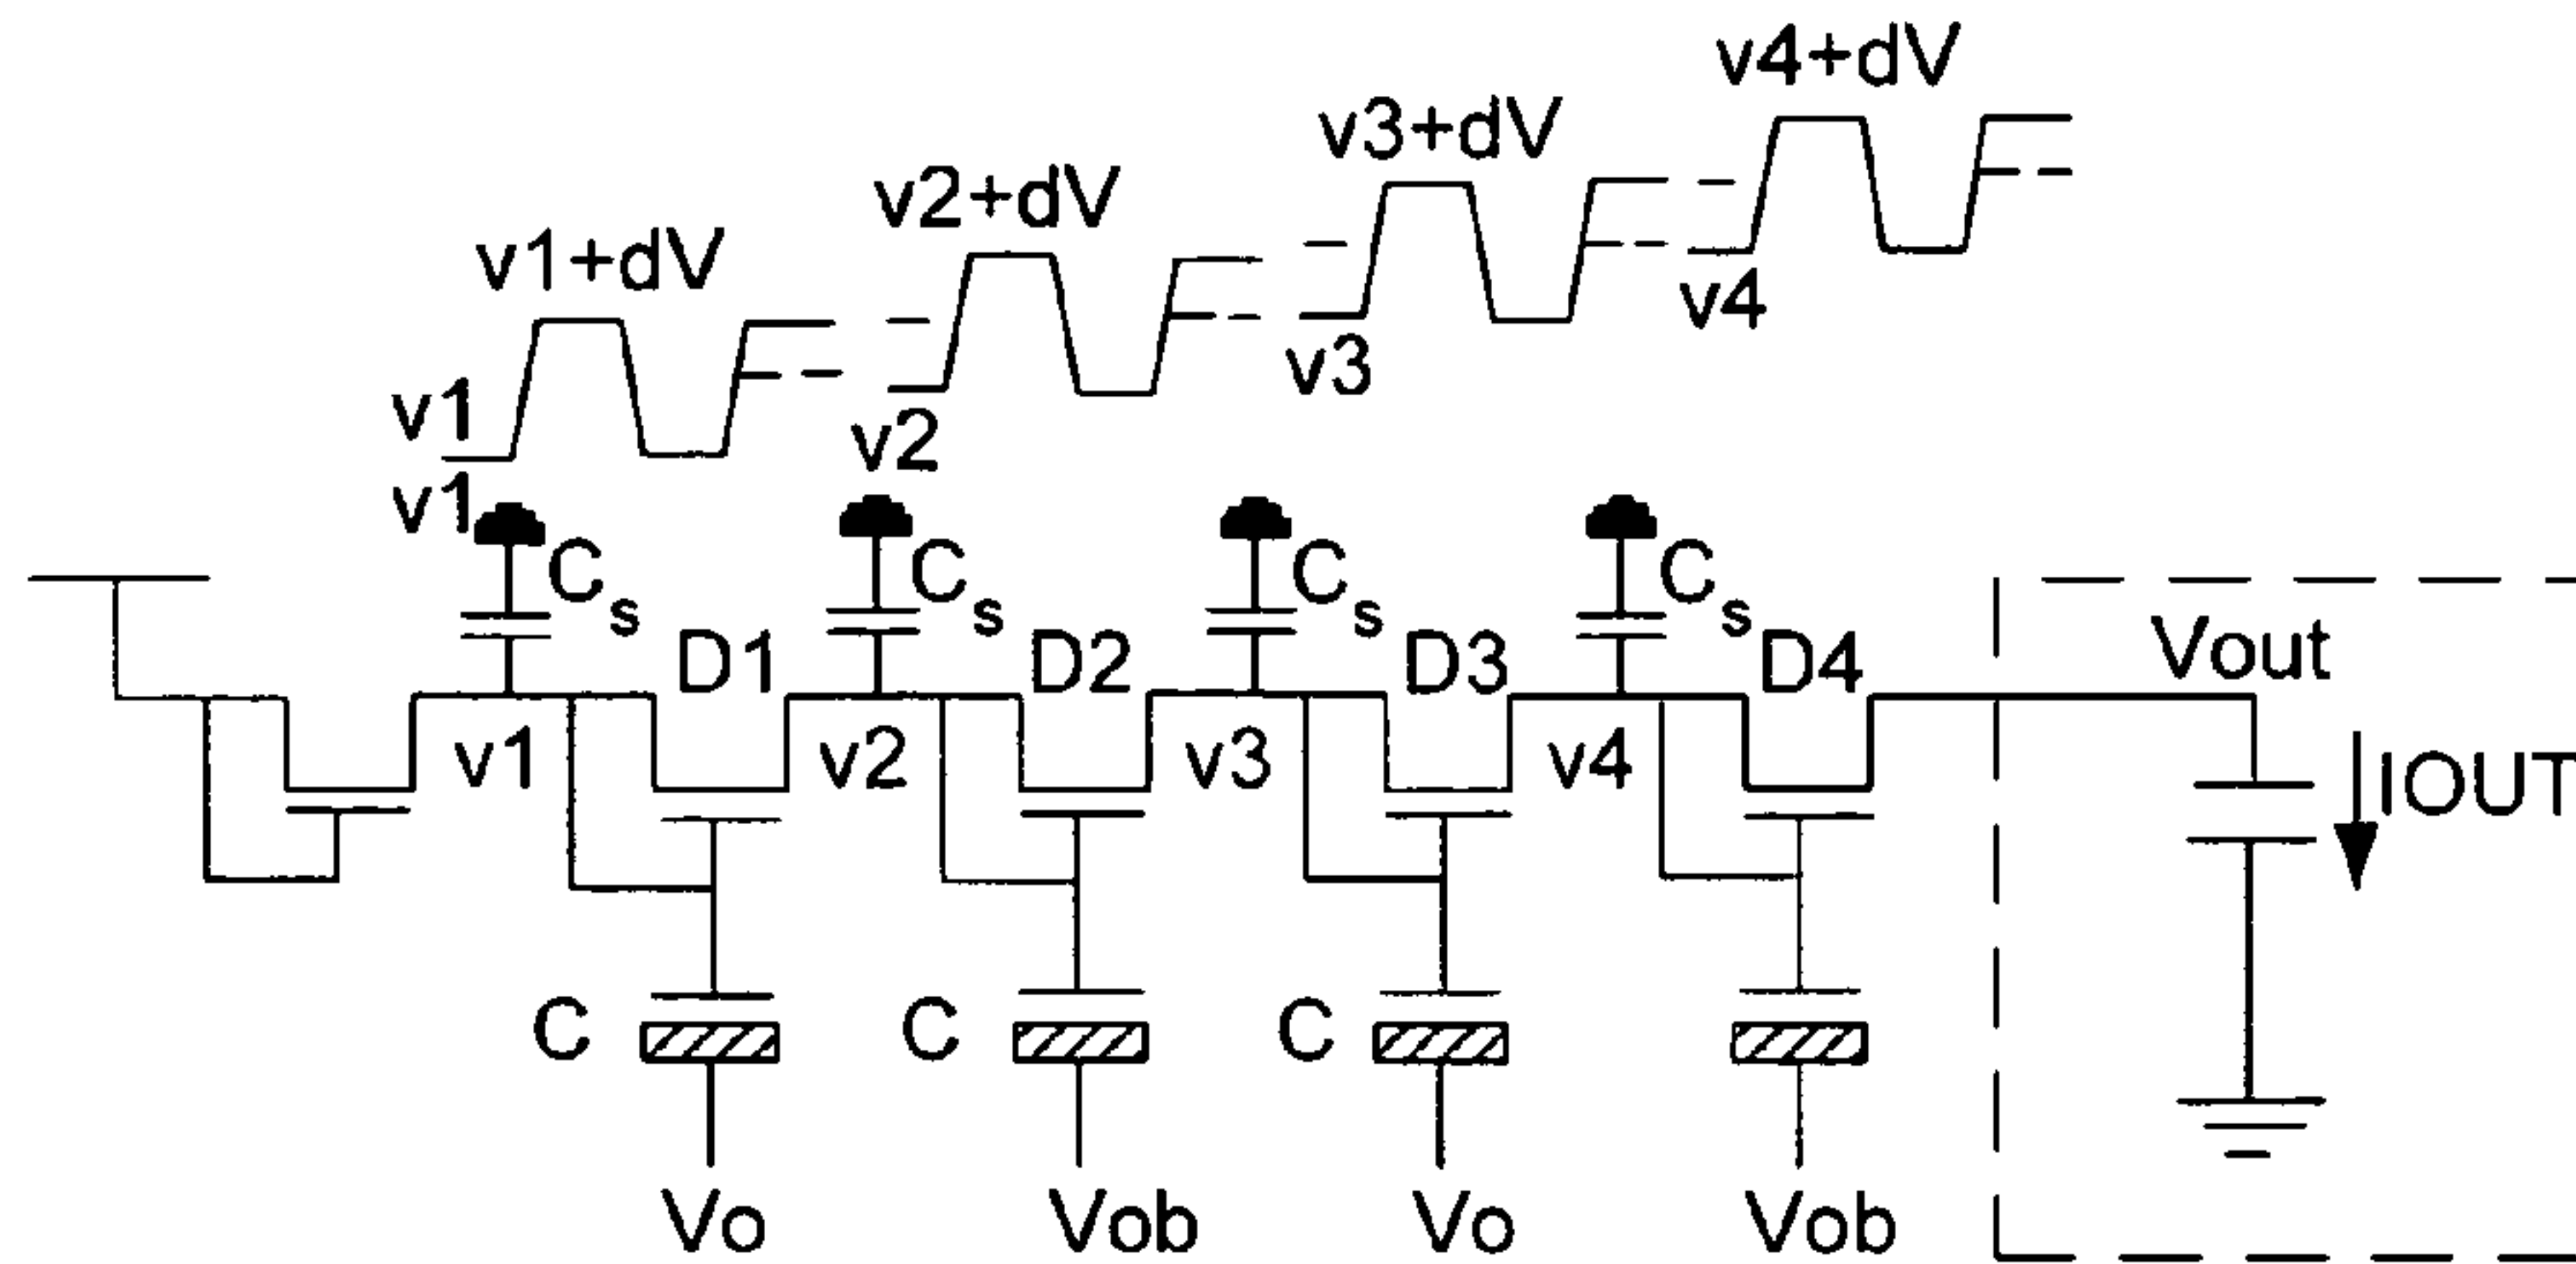 v4+dV
v3+dV
v2+dV
v1+dV
v4
v3
v1
v2
v1
Cs Cs Cs Cs
D1 D2 D3 D4 Vout
v1 v2 v3 v4 IOUT
C C C
Vo Vob Vo Vob